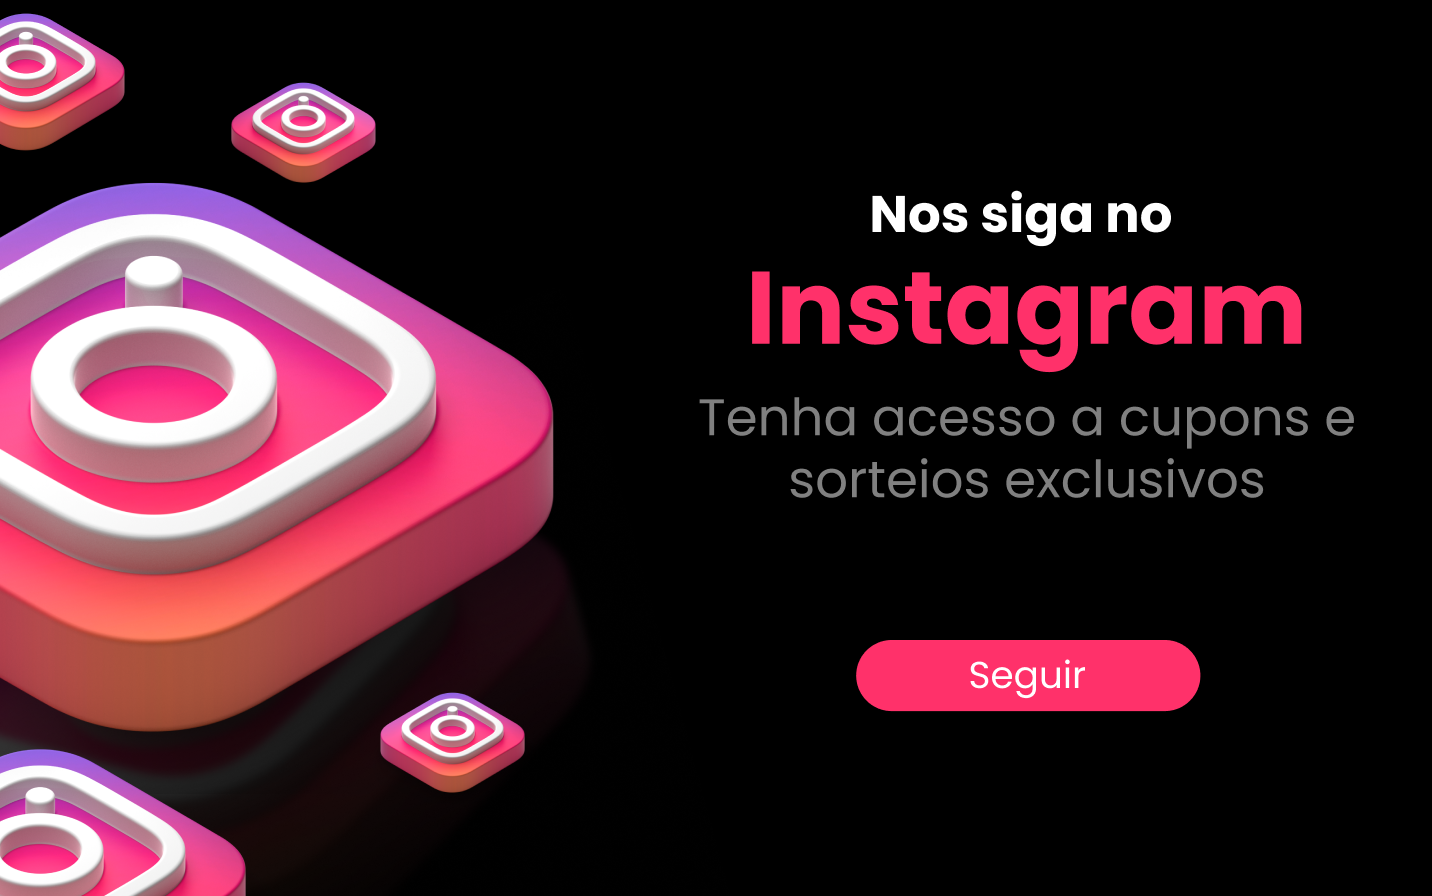 Nos siga no
Instagram
Tenha acesso a cupons e
sorteios exclusivos
Seguir